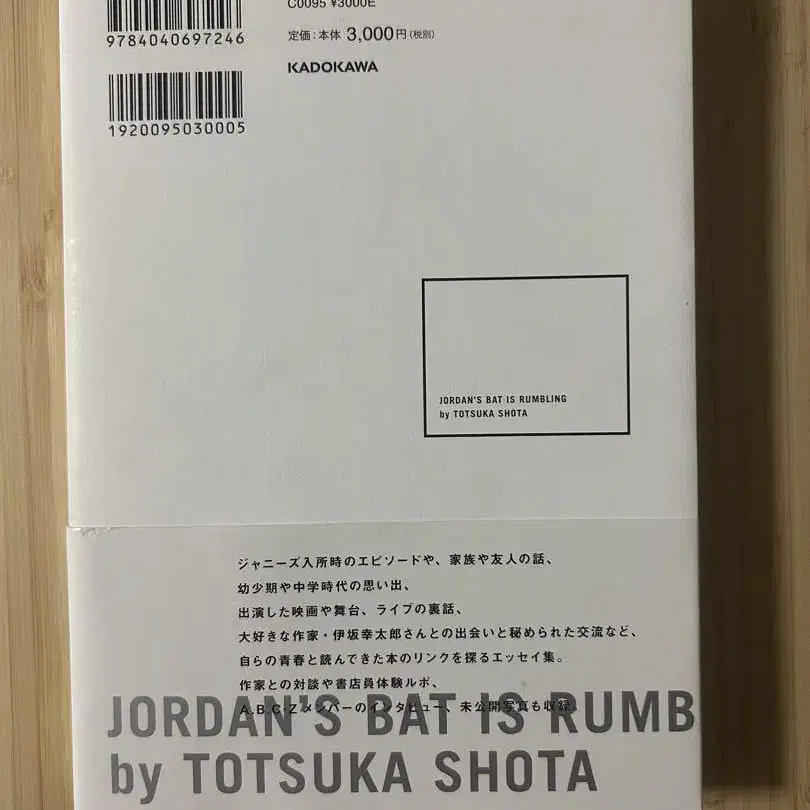 9784040697246
C0095 ¥3000E
定価:本体 3,000円(税別)
KADOKAWA
1920095030005
JORDAN'S BAT IS RUMBLING
by TOTSUKA SHOTA
ジャニーズ入所時のエピソードや、家族や友人の話、
幼少期や中学時代の思い出、
出演した映画や舞台、ライブの裏話、
大好きな作家・伊坂幸太郎さんとの出会いと秘められた交流など、
自らの青春と読んできた本のリンクを探るエッセイ集。
作家との対談や書店員体験ルポ、
A.B.C-Zメンバーのインタビュー、未公開写真も収録。
JORDAN'S BAT IS RUMB
by TOTSUKA SHOTA